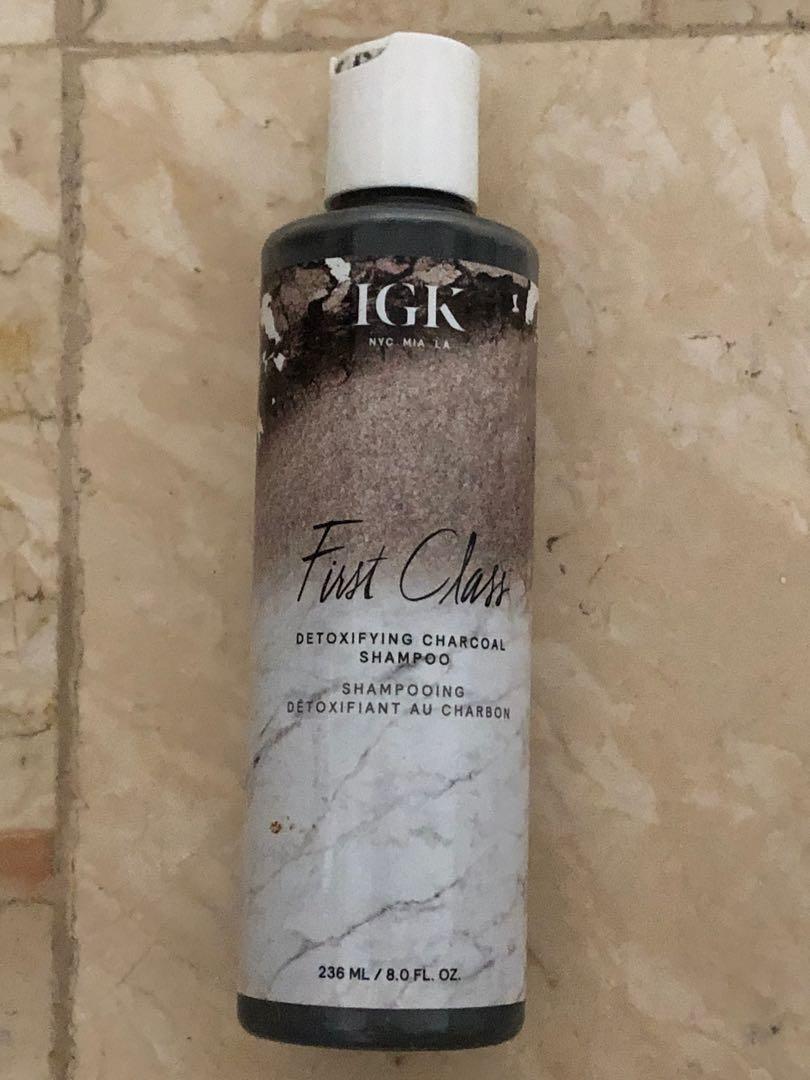 IGK
NYC MIA LA
First Class
DETOXIFYING CHARCOAL
SHAMPOO
SHAMPOOING
DÉTOXIFIANT AU CHARBON
236 ML / 8.0 FL. OZ.